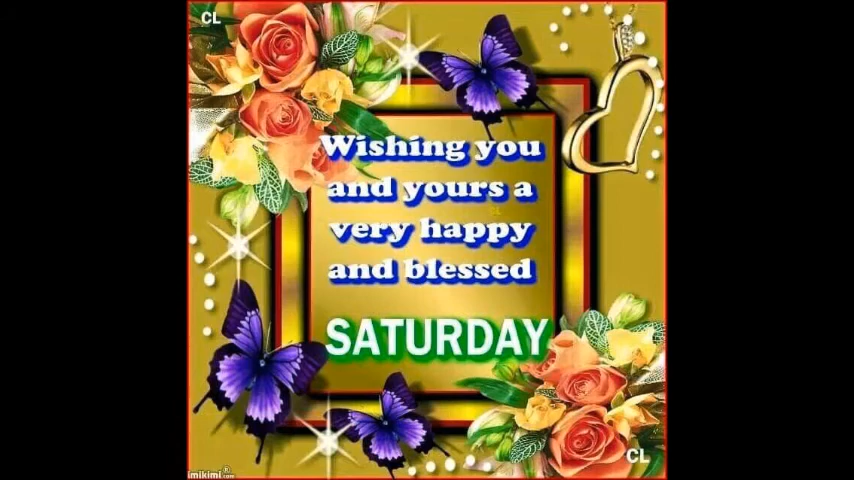 CL
Wishing you
and yours a
very happy
and blessed
SATURDAY
CL
imikimi®.com